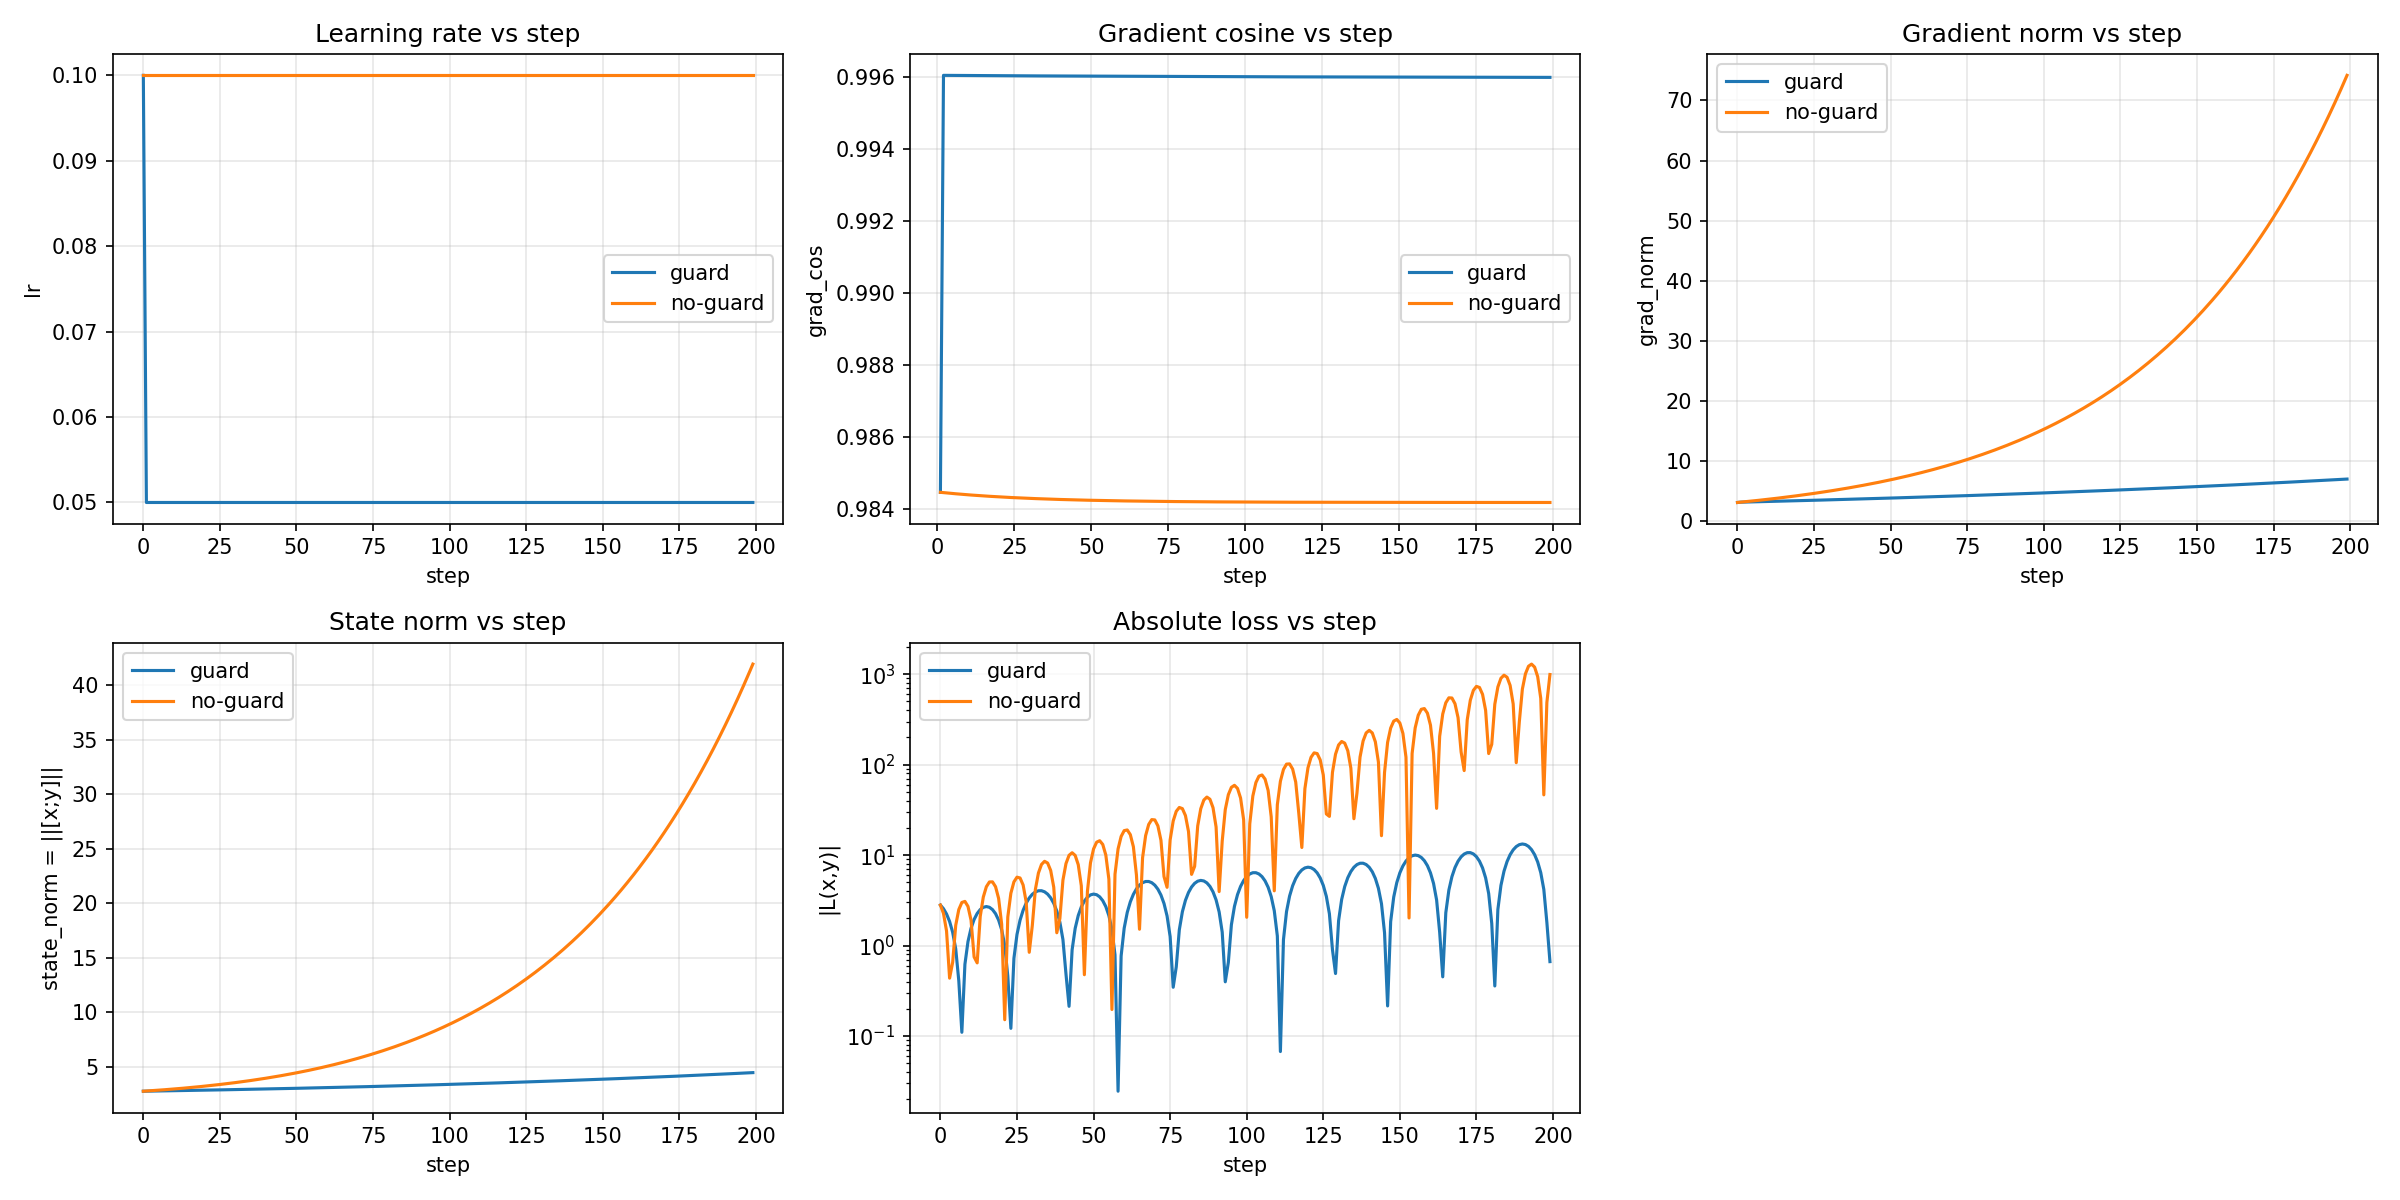 Learning rate vs step
lr
0.10
0.09
0.08
0.07
0.06
0.05
guard
no-guard
0 25 50 75 100 125 150 175 200
step
Gradient cosine vs step
grad_cos
0.996
0.994
0.992
0.990
0.988
0.986
0.984
guard
no-guard
0 25 50 75 100 125 150 175 200
step
Gradient norm vs step
grad_norm
70
60
50
40
30
20
10
0
guard
no-guard
0 25 50 75 100 125 150 175 200
step
State norm vs step
state_norm = ||[x;y]||
40
35
30
25
20
15
10
5
guard
no-guard
0 25 50 75 100 125 150 175 200
step
Absolute loss vs step
|L(x,y)|
10³
10²
10¹
10⁰
10⁻¹
guard
no-guard
0 25 50 75 100 125 150 175 200
step